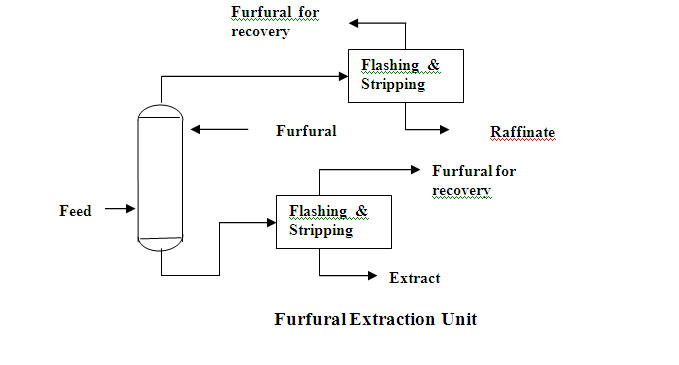 Furfural for
recovery
Flashing &
Stripping
Furfural
Raffinate
Furfural for
recovery
Feed
Flashing &
Stripping
Extract
Furfural Extraction Unit